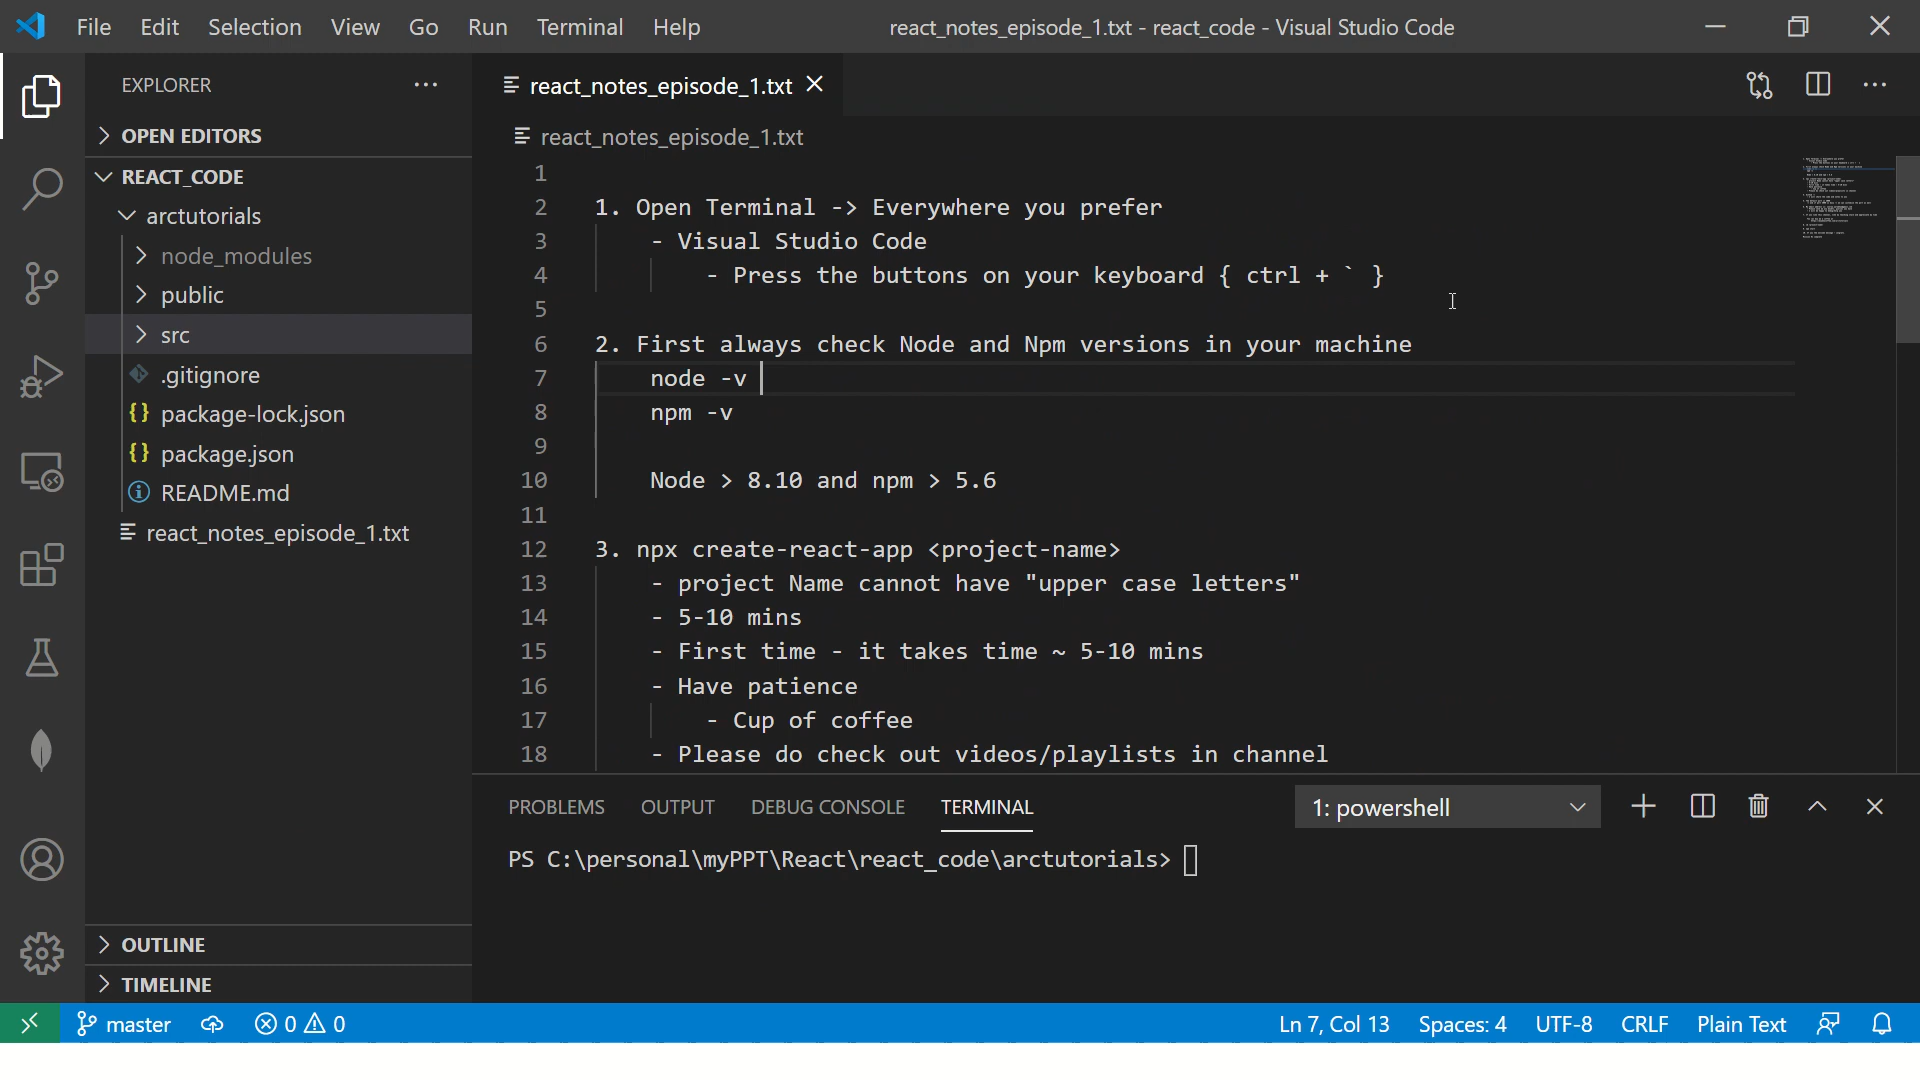 File Edit Selection View Go Run Terminal Help react_notes_episode_1.txt - react_code - Visual Studio Code
EXPLORER
OPEN EDITORS
REACT_CODE
arctutorials
node_modules
public
src
.gitignore
package-lock.json
package.json
README.md
react_notes_episode_1.txt
OUTLINE
TIMELINE
react_notes_episode_1.txt
react_notes_episode_1.txt
1
2 1. Open Terminal -> Everywhere you prefer
3 - Visual Studio Code
4 - Press the buttons on your keyboard { ctrl + ` }
5
6 2. First always check Node and Npm versions in your machine
7 node -v
8 npm -v
9
10 Node > 8.10 and npm > 5.6
11
12 3. npx create-react-app <project-name>
13 - project Name cannot have "upper case letters"
14 - 5-10 mins
15 - First time - it takes time ~ 5-10 mins
16 - Have patience
17 - Cup of coffee
18 - Please do check out videos/playlists in channel
PROBLEMS OUTPUT DEBUG CONSOLE TERMINAL 1: powershell
PS C:\personal\myPPT\React\react_code\arctutorials>
master 0 0 Ln 7, Col 13 Spaces: 4 UTF-8 CRLF Plain Text